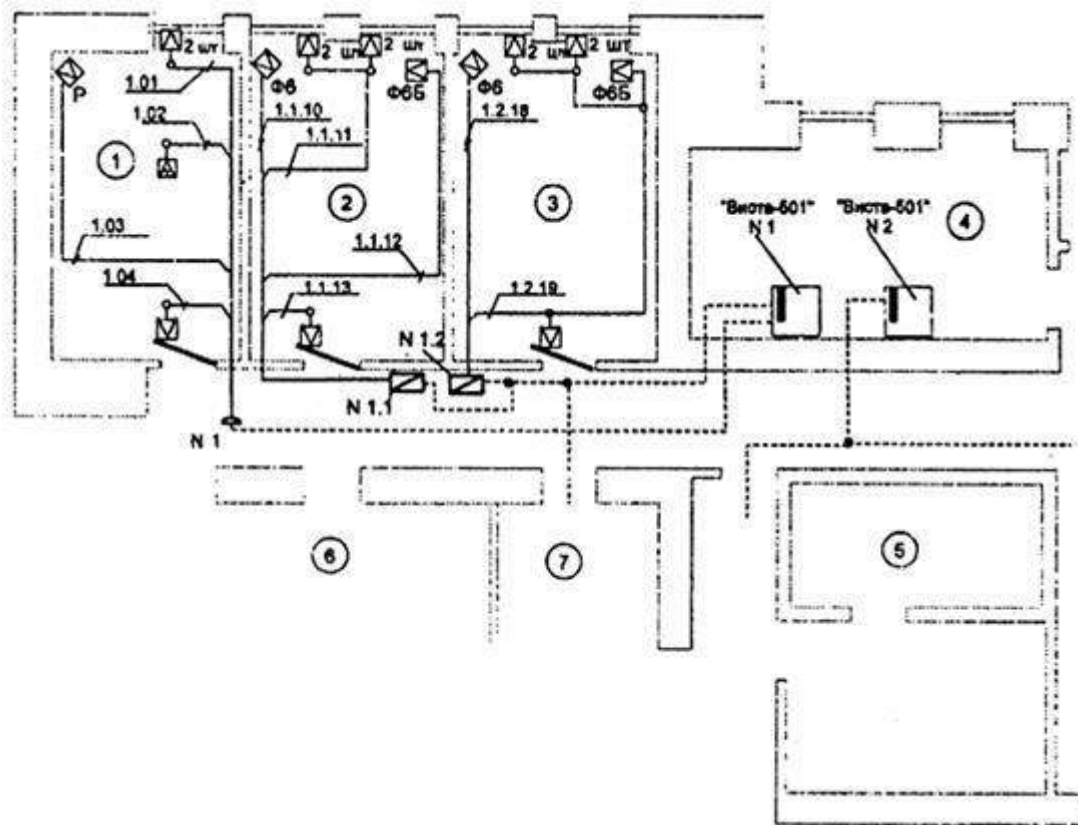 2 шт
2 шт
2 шт
2 шт
2 шт
Р
1.01
Ф6
Ф6Б
Ф6
Ф6Б
1.02
1.1.10
1.1.11
1.2.18
1
2
3
4
"Виста-501"
N 1
"Виста-501"
N 2
1.03
1.1.12
1.04
1.1.13
1.2.19
N 1.2
N 1.1
N 1
6
7
5